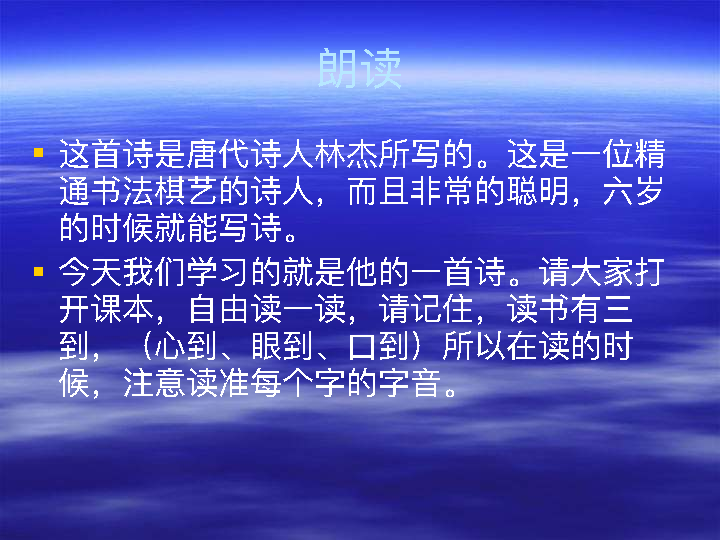 朗读
▪ 这首诗是唐代诗人林杰所写的。这是一位精
通书法棋艺的诗人，而且非常的聪明，六岁
的时候就能写诗。
▪ 今天我们学习的就是他的一首诗。请大家打
开课本，自由读一读，请记住，读书有三
到，（心到、眼到、口到）所以在读的时
候，注意读准每个字的字音。